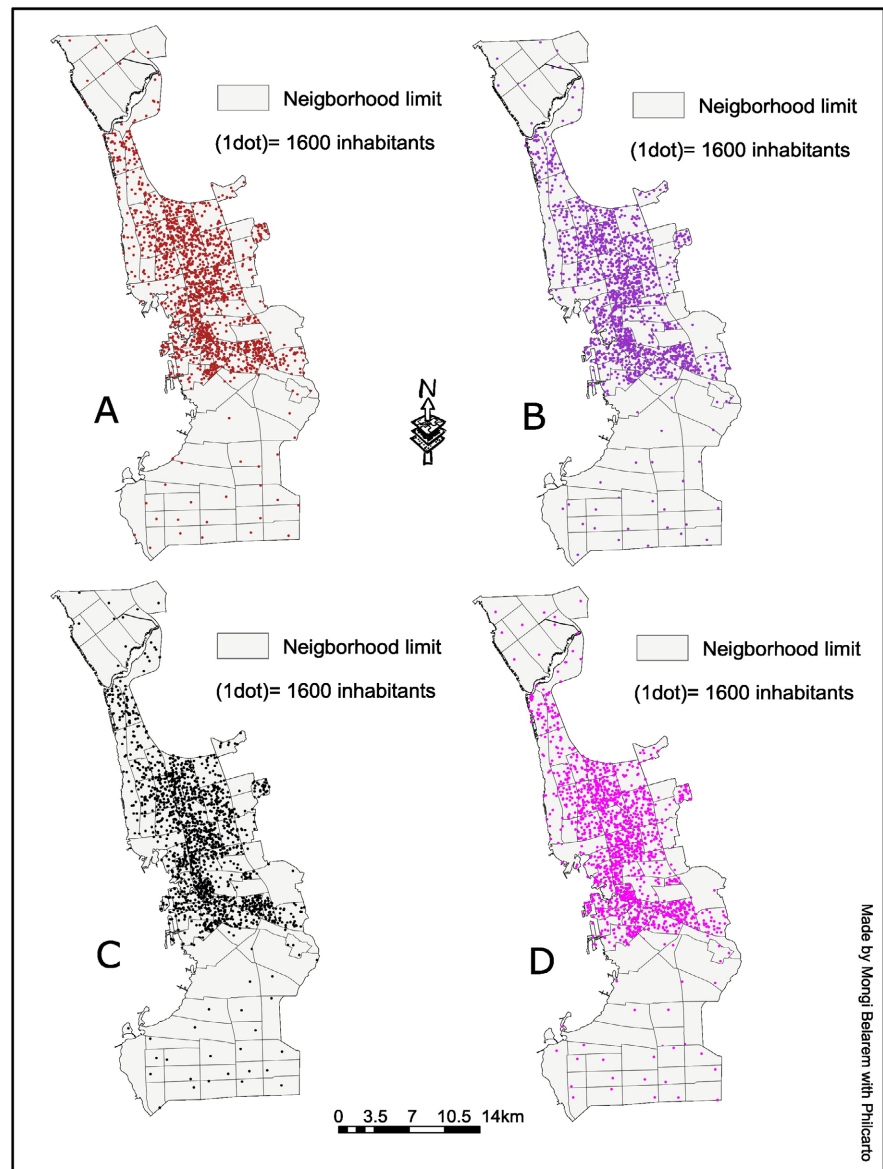 Neigborhood limit
(1dot)= 1600 inhabitants
A
Neigborhood limit
(1dot)= 1600 inhabitants
B
N
Neigborhood limit
(1dot)= 1600 inhabitants
C
Neigborhood limit
(1dot)= 1600 inhabitants
D
0 3.5 7 10.5 14km
Made by Mongi Belarem with Philcarto